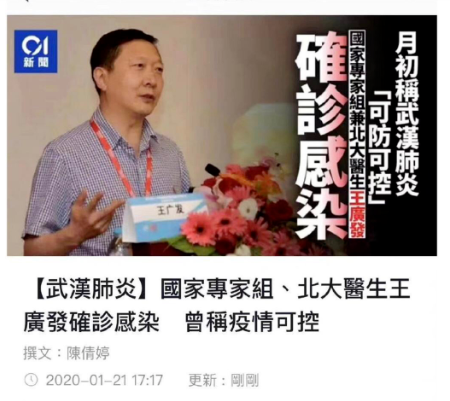 01
新聞
月初稱武漢肺炎
「可防可控」
國家專家組兼北大醫生王廣發
確診感染
王广发
【武漢肺炎】國家專家組、北大醫生王
廣發確診感染　曾稱疫情可控
撰文：陳倩婷
2020-01-21 17:17　更新：剛剛